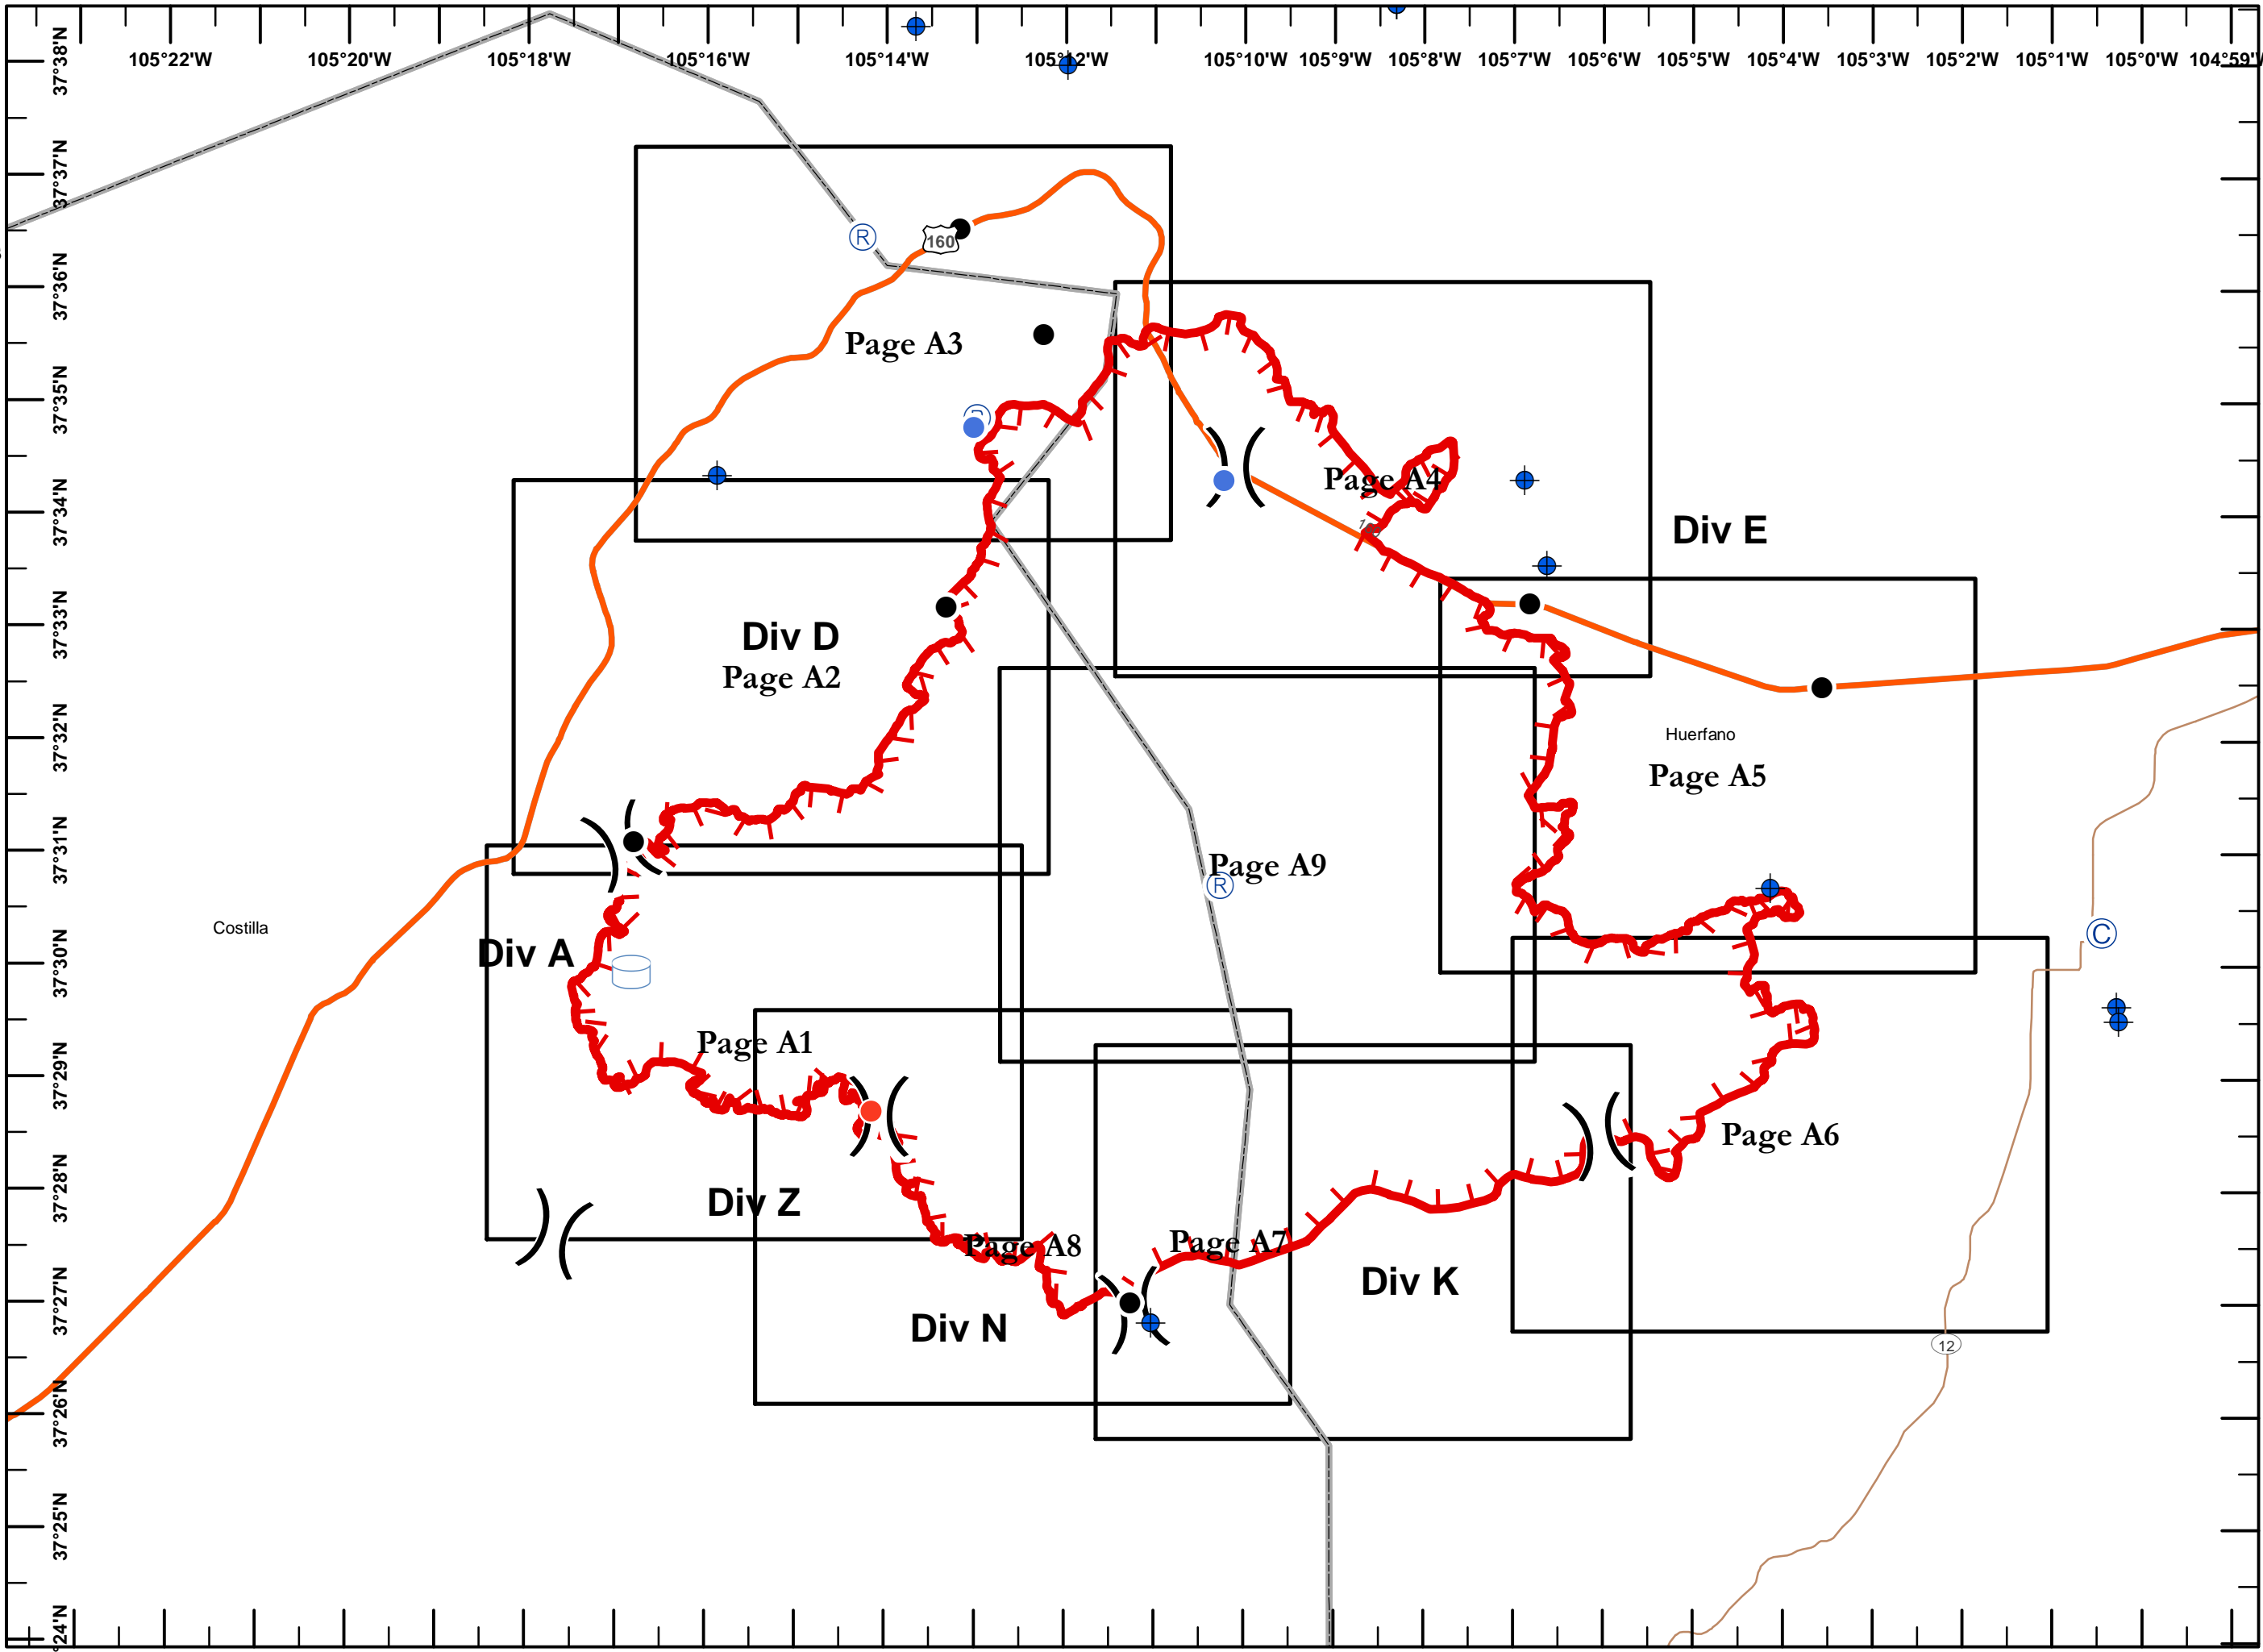 105°22'W 105°20'W 105°18'W 105°16'W 105°14'W 105°12'W 105°10'W 105°9'W 105°8'W 105°7'W 105°6'W 105°5'W 105°4'W 105°3'W 105°2'W 105°1'W 105°0'W 104°59'W
37°38'N
37°37'N
R
160
37°36'N
Page A3
37°35'N
Page A4
37°34'N
Div E
37°33'N
Div D
Page A2
37°32'N
Huerfano
Page A5
37°31'N
Page A9
R
Costilla
C
37°30'N
Div A
37°29'N
Page A1
Page A6
37°28'N
Div Z
Page A8
Page A7
37°27'N
Div K
Div N
12
37°26'N
37°25'N
°24'N